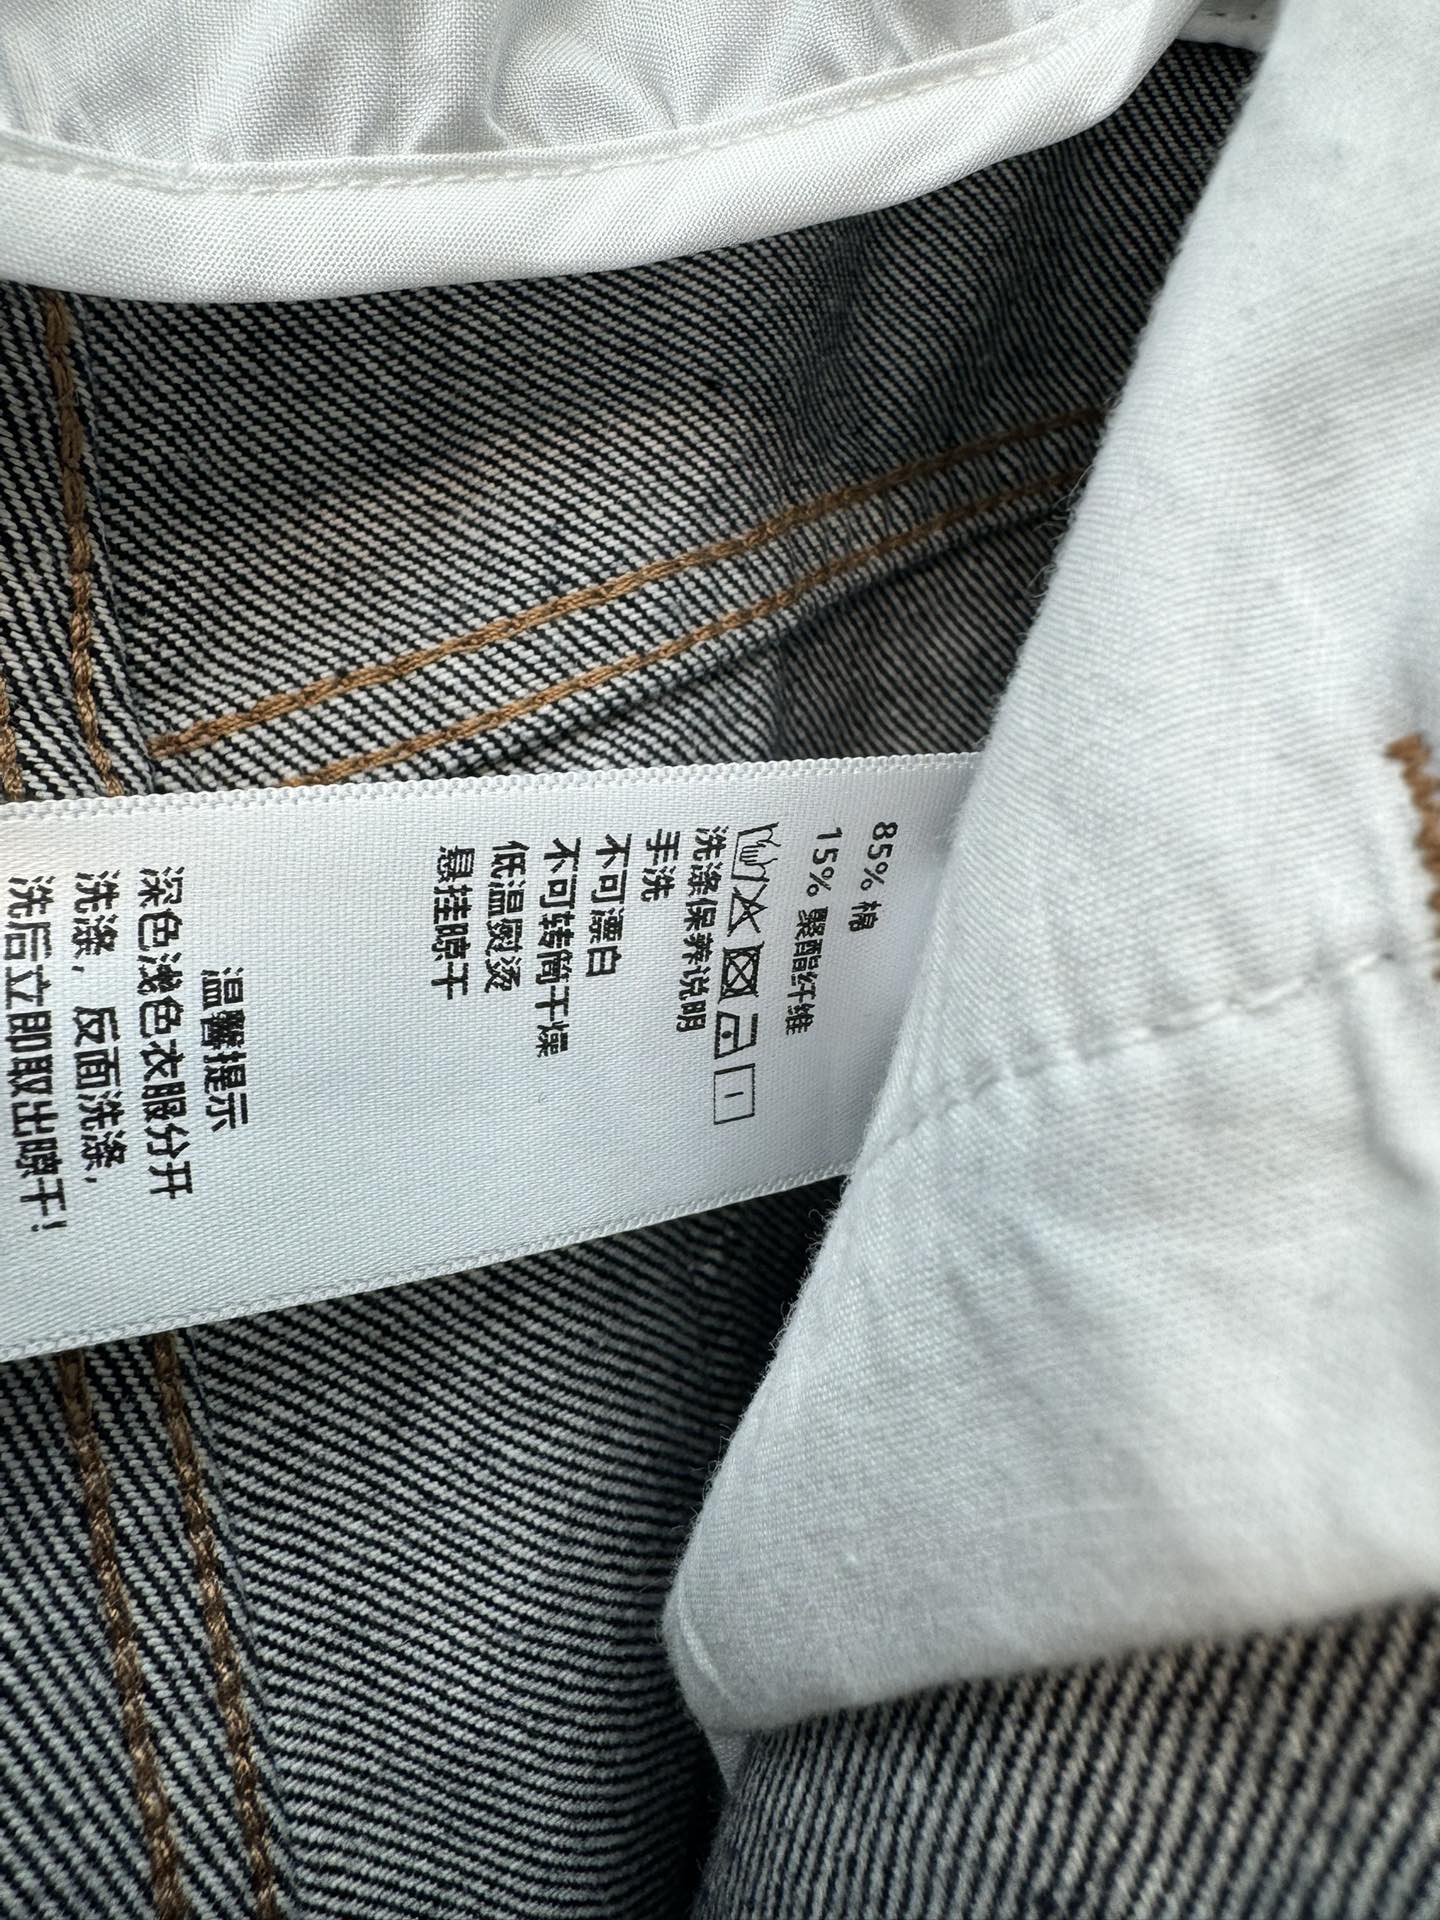 85% 棉
15% 聚酯纤维
洗涤保养说明
手洗
不可漂白
不可转筒干燥
低温熨烫
悬挂晾干
温馨提示
深色浅色衣服分开
洗涤，反面洗涤，
洗后立即取出晾干！